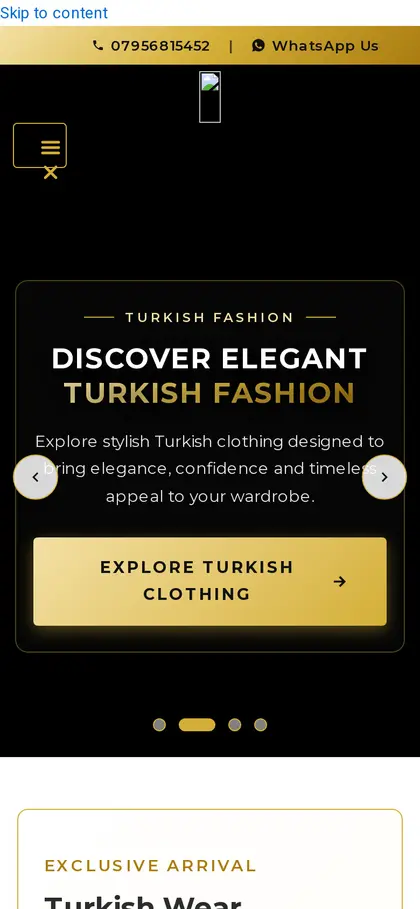 Skip to content
07956815452 | WhatsApp Us
TURKISH FASHION
DISCOVER ELEGANT
TURKISH FASHION
Explore stylish Turkish clothing designed to
bring elegance, confidence and timeless
appeal to your wardrobe.
EXPLORE TURKISH
CLOTHING
EXCLUSIVE ARRIVAL
Turkish Wear